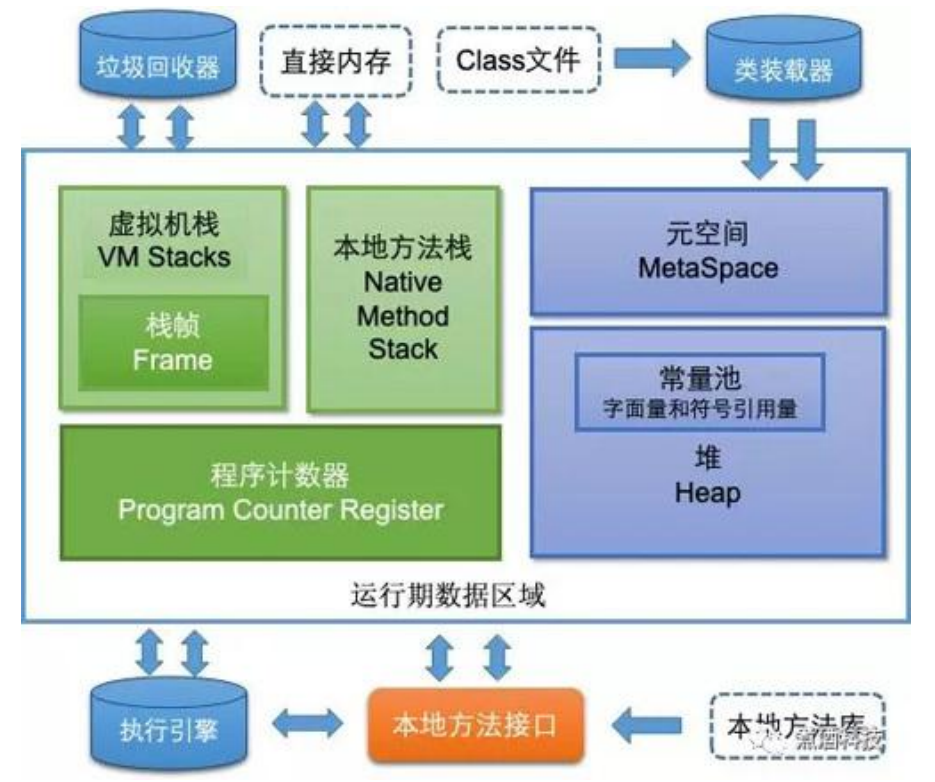 垃圾回收器
直接内存
Class文件
类装载器
虚拟机栈
VM Stacks
栈帧
Frame
本地方法栈
Native
Method
Stack
元空间
MetaSpace
常量池
字面量和符号引用量
堆
Heap
程序计数器
Program Counter Register
运行期数据区域
执行引擎
本地方法接口
本地方法库
煮酒科技